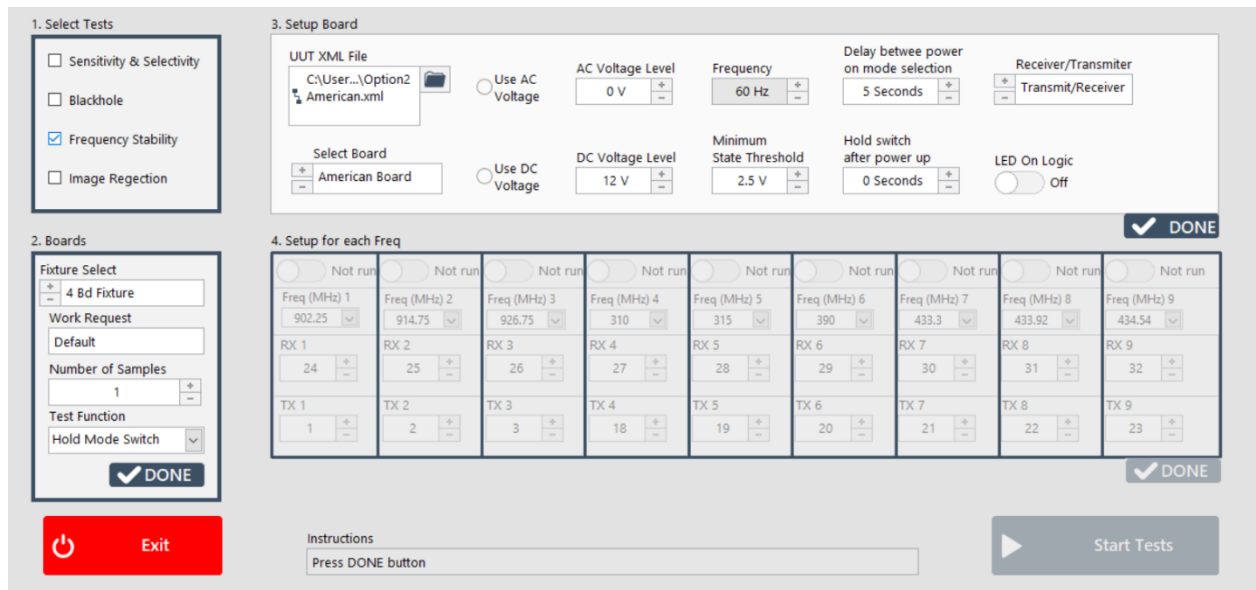 1. Select Tests
Sensitivity & Selectivity
Blackhole
Frequency Stability
Image Regection
2. Boards
Fixture Select
4 Bd Fixture
Work Request
Default
Number of Samples
1
Test Function
Hold Mode Switch
DONE
Exit
3. Setup Board
UUT XML File
C:\User...\Option2
American.xml
Select Board
American Board
Use AC
Voltage
Use DC
Voltage
AC Voltage Level
0 V
DC Voltage Level
12 V
Frequency
60 Hz
Minimum
State Threshold
2.5 V
Delay betwee power
on mode selection
5 Seconds
Hold switch
after power up
0 Seconds
Receiver/Transmiter
Transmit/Receiver
LED On Logic
Off
DONE
4. Setup for each Freq
Not run Not run Not run Not run Not run Not run Not run Not run Not run
Freq (MHz) 1 Freq (MHz) 2 Freq (MHz) 3 Freq (MHz) 4 Freq (MHz) 5 Freq (MHz) 6 Freq (MHz) 7 Freq (MHz) 8 Freq (MHz) 9
902.25 914.75 926.75 310 315 390 433.3 433.92 434.54
RX 1 RX 2 RX 3 RX 4 RX 5 RX 6 RX 7 RX 8 RX 9
24 25 26 27 28 29 30 31 32
TX 1 TX 2 TX 3 TX 4 TX 5 TX 6 TX 7 TX 8 TX 9
1 2 3 18 19 20 21 22 23
DONE
Instructions
Press DONE button
Start Tests